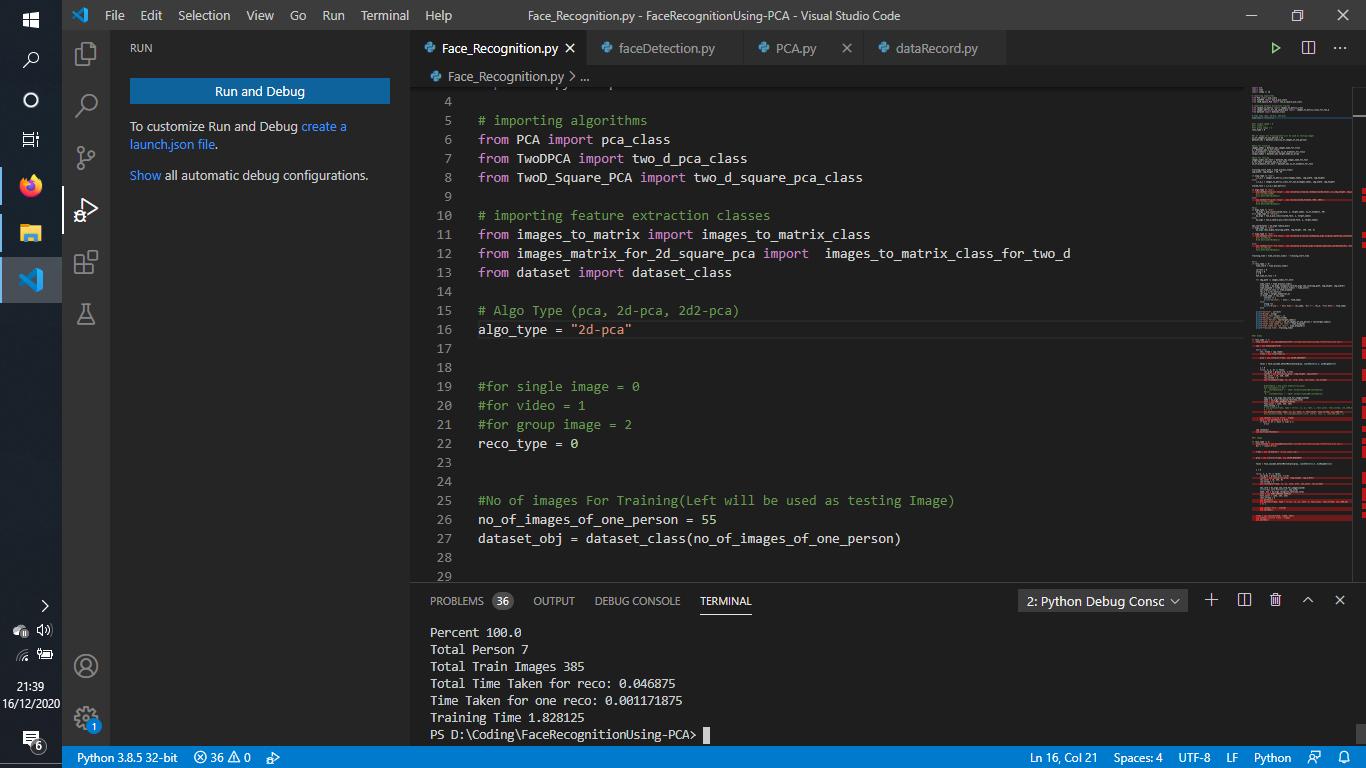 File Edit Selection View Go Run Terminal Help
Face_Recognition.py - FaceRecognitionUsing-PCA - Visual Studio Code
RUN
Run and Debug
To customize Run and Debug create a
launch.json file.
Show all automatic debug configurations.
Face_Recognition.py
faceDetection.py
PCA.py
dataRecord.py
Face_Recognition.py > ...
4
5 # importing algorithms
6 from PCA import pca_class
7 from TwoDPCA import two_d_pca_class
8 from TwoD_Square_PCA import two_d_square_pca_class
9
10 # importing feature extraction classes
11 from images_to_matrix import images_to_matrix_class
12 from images_matrix_for_2d_square_pca import  images_to_matrix_class_for_two_d
13 from dataset import dataset_class
14
15 # Algo Type (pca, 2d-pca, 2d2-pca)
16 algo_type = "2d-pca"
17
18
19 #for single image = 0
20 #for video = 1
21 #for group image = 2
22 reco_type = 0
23
24
25 #No of images For Training(Left will be used as testing Image)
26 no_of_images_of_one_person = 55
27 dataset_obj = dataset_class(no_of_images_of_one_person)
28
29
PROBLEMS 36 OUTPUT DEBUG CONSOLE TERMINAL
2: Python Debug Consc
Percent 100.0
Total Person 7
Total Train Images 385
Total Time Taken for reco: 0.046875
Time Taken for one reco: 0.001171875
Training Time 1.828125
PS D:\Coding\FaceRecognitionUsing-PCA>
21:39
16/12/2020
6
1
Python 3.8.5 32-bit
36 0
Ln 16, Col 21
Spaces: 4
UTF-8
LF
Python